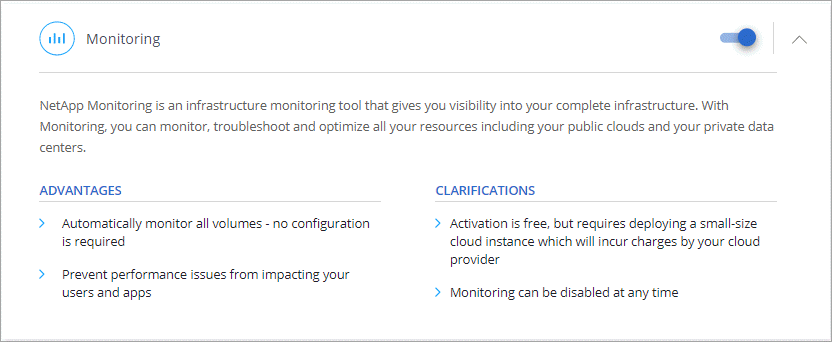 Monitoring
NetApp Monitoring is an infrastructure monitoring tool that gives you visibility into your complete infrastructure. With
Monitoring, you can monitor, troubleshoot and optimize all your resources including your public clouds and your private data
centers.
ADVANTAGES
Automatically monitor all volumes - no configuration
is required
Prevent performance issues from impacting your
users and apps
CLARIFICATIONS
Activation is free, but requires deploying a small-size
cloud instance which will incur charges by your cloud
provider
Monitoring can be disabled at any time